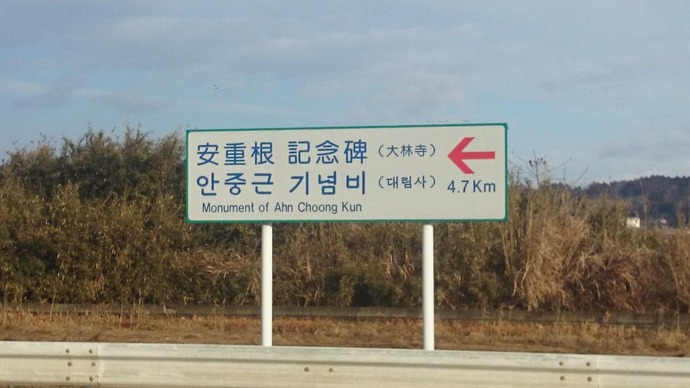 安重根 記念碑（大林寺）
안중근 기념비（대림사） 4.7Km
Monument of Ahn Choong Kun